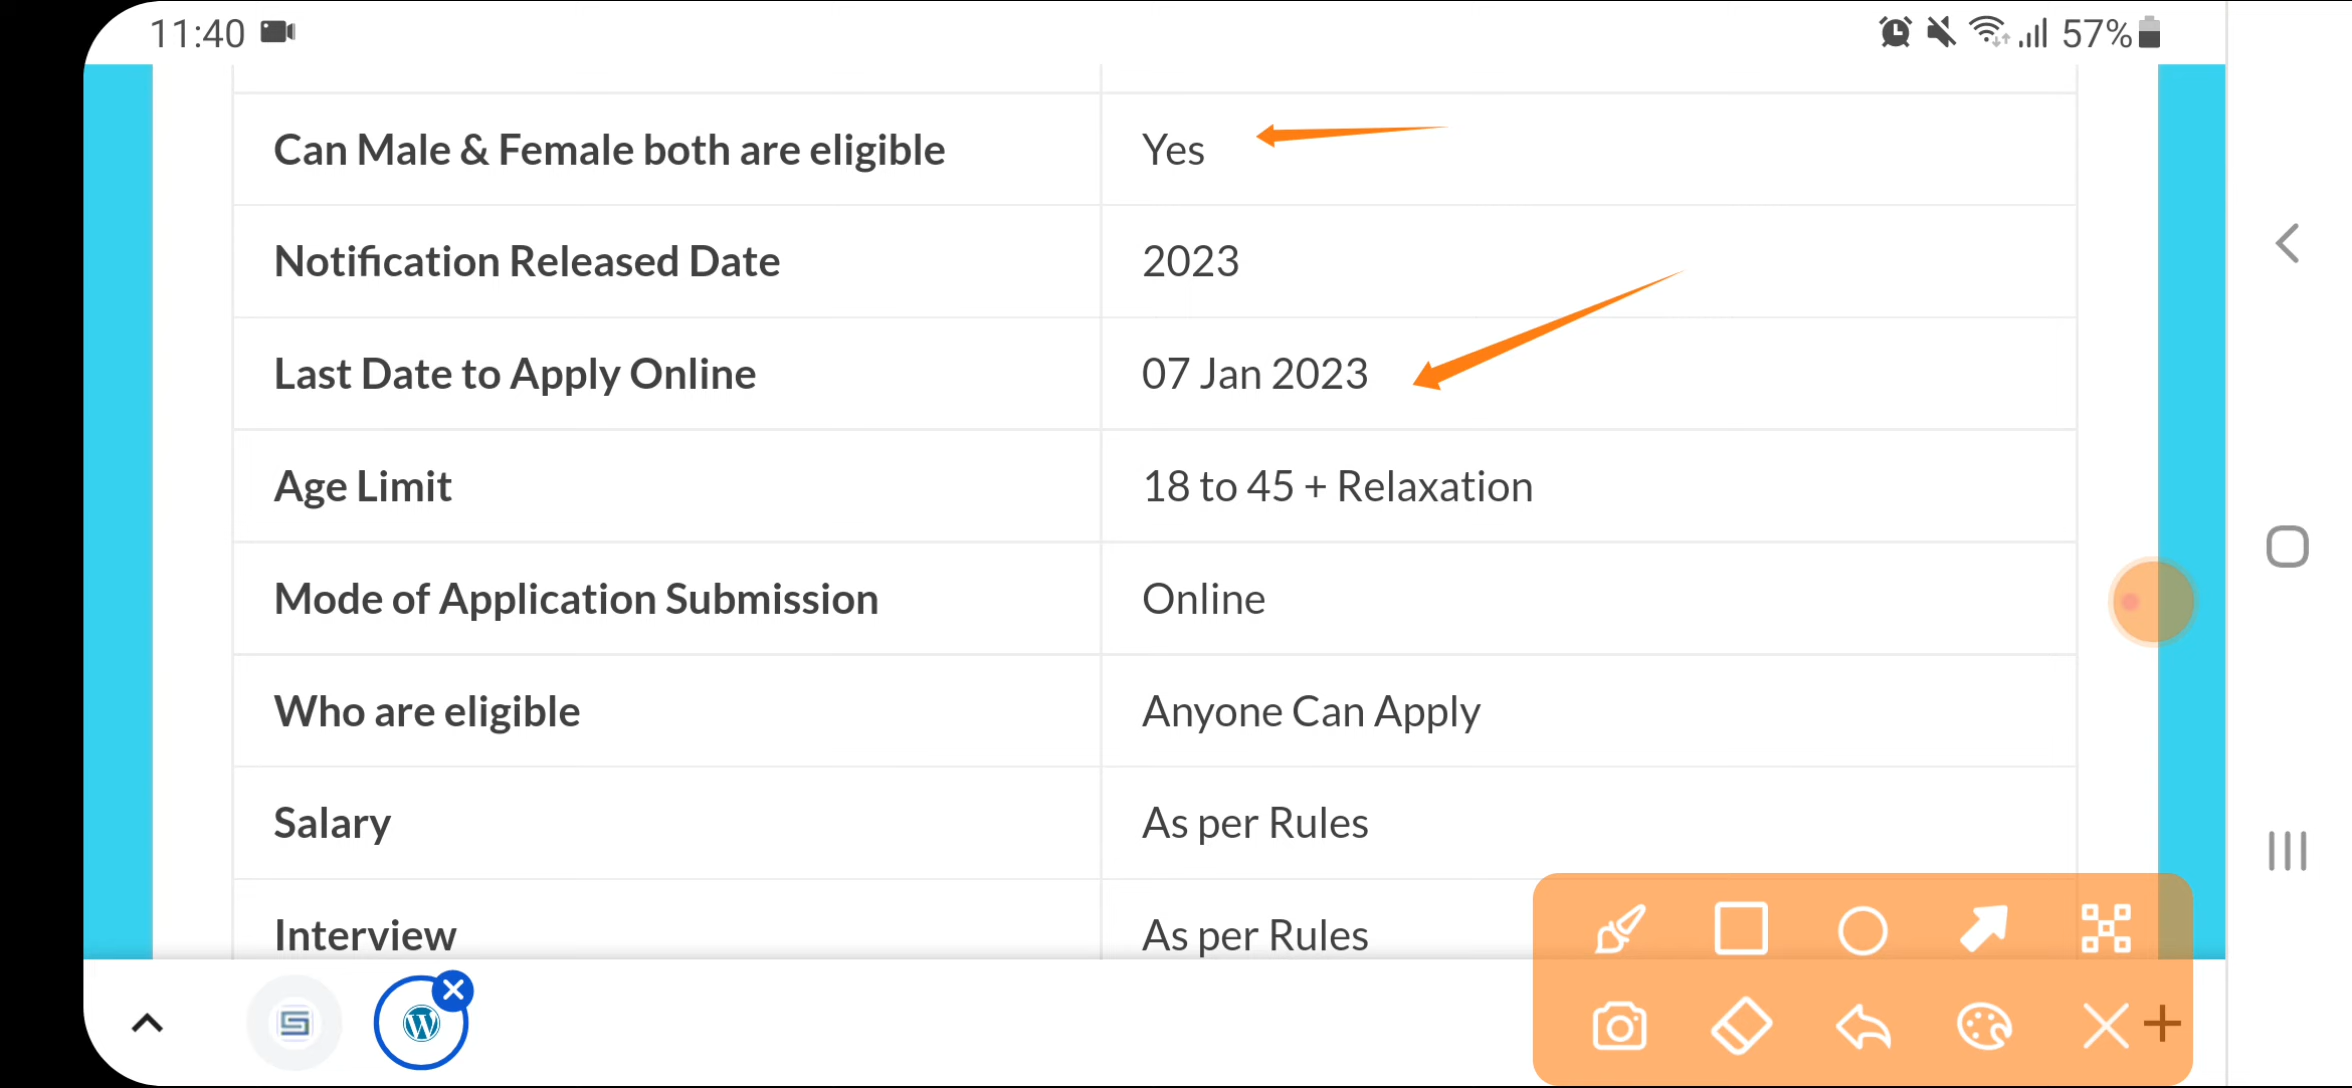 11:40
57%
Can Male & Female both are eligible Yes
Notification Released Date 2023
Last Date to Apply Online 07 Jan 2023
Age Limit 18 to 45 + Relaxation
Mode of Application Submission Online
Who are eligible Anyone Can Apply
Salary As per Rules
Interview As per Rules